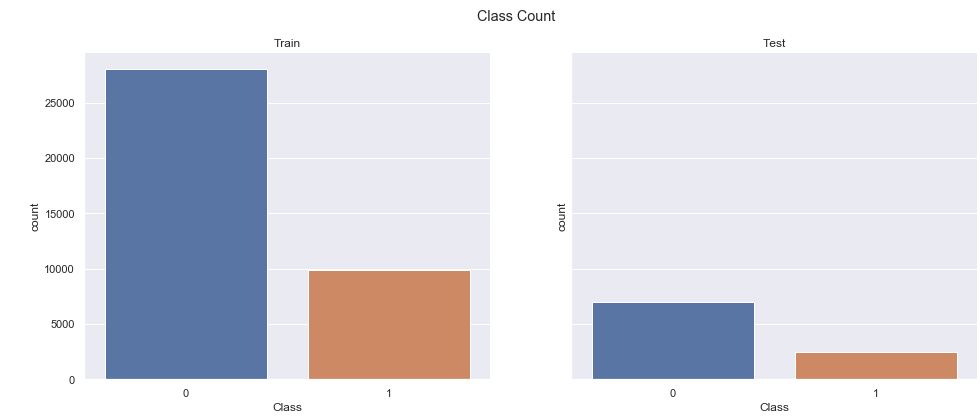 Class Count
Train
Test
25000
20000
15000
10000
5000
0
count
count
0
1
0
1
Class
Class